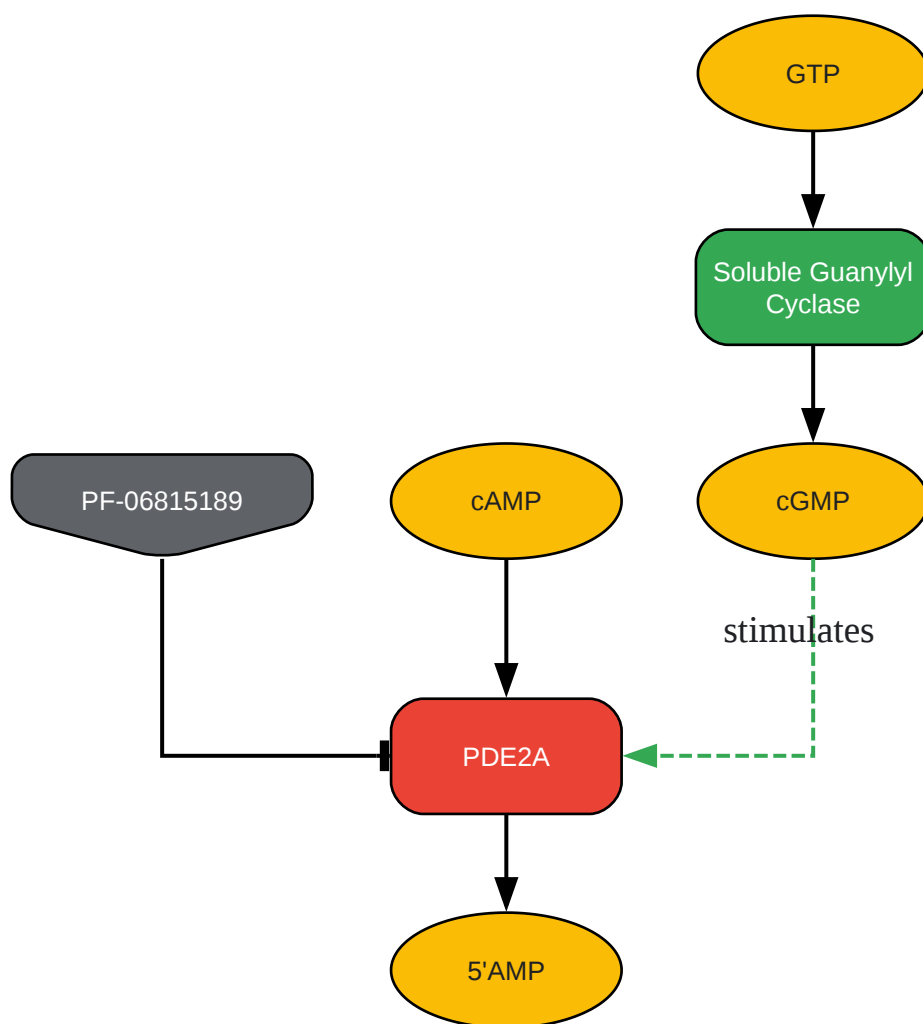 GTP
Soluble Guanylyl
Cyclase
PF-06815189
cAMP
cGMP
stimulates
PDE2A
5'AMP